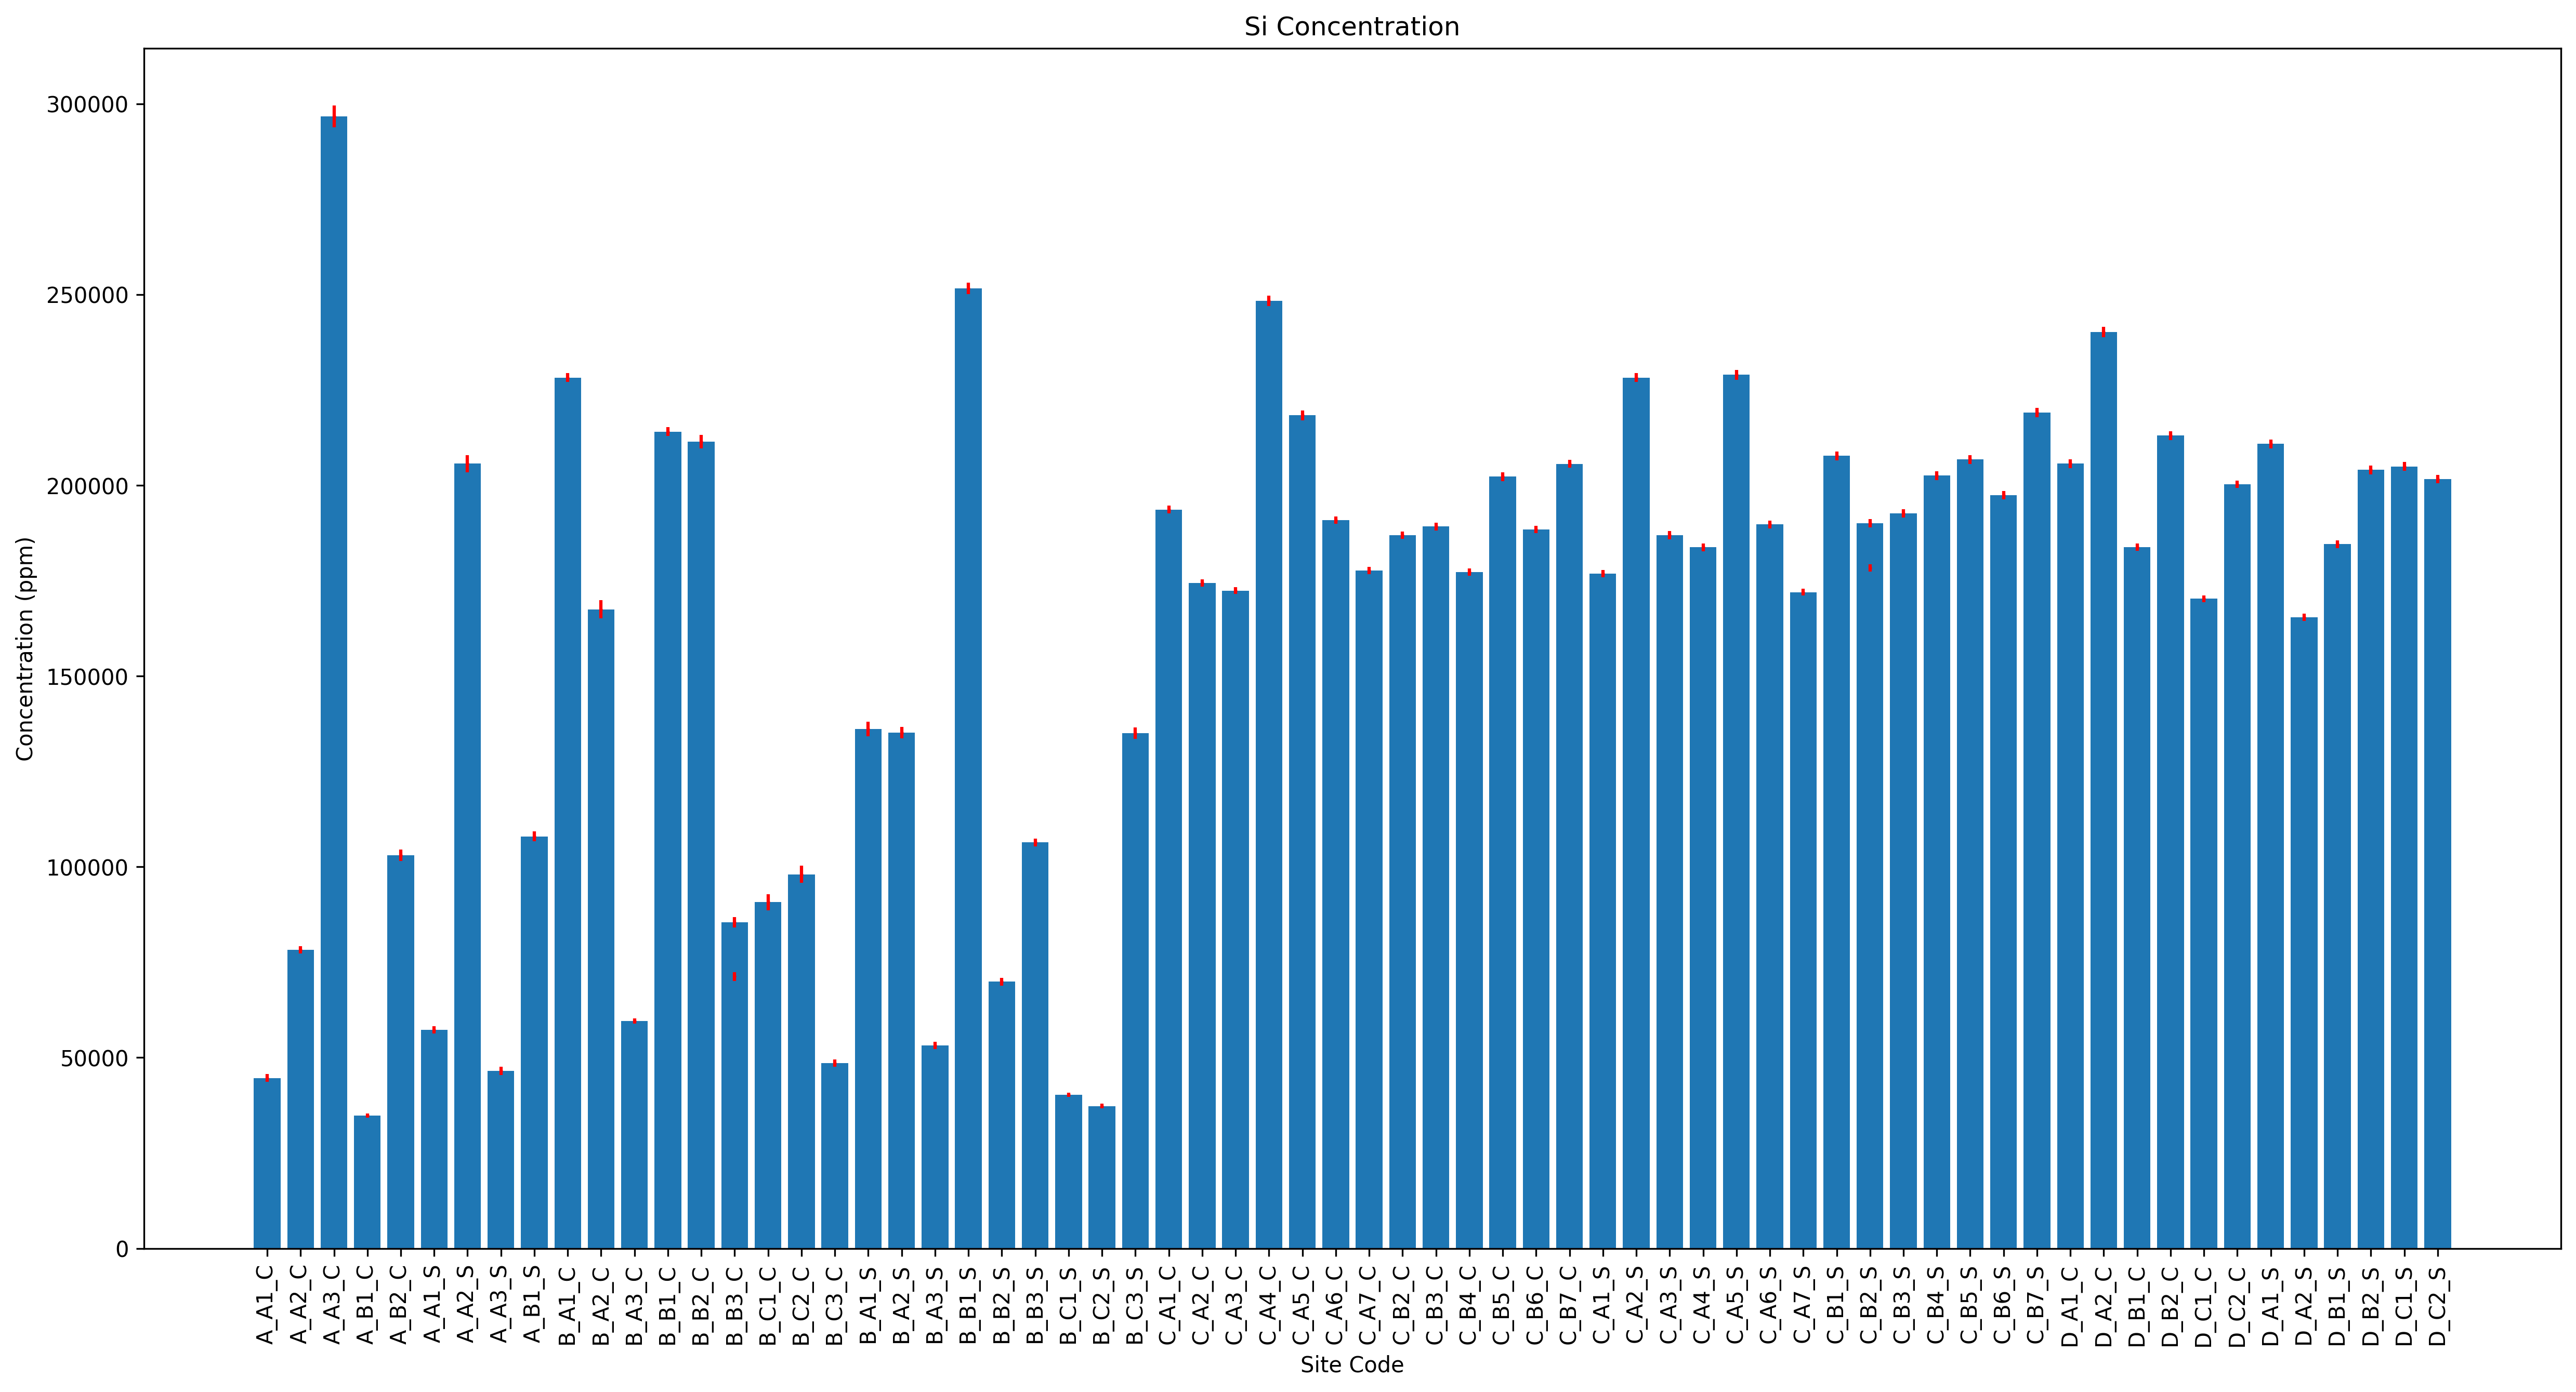 Si Concentration
300000
250000
200000
150000
100000
50000
0
Concentration (ppm)
A_A1_C
A_A2_C
A_A3_C
A_B1_C
A_B2_C
A_A1_S
A_A2_S
A_A3_S
A_B1_S
B_A1_C
B_A2_C
B_A3_C
B_B1_C
B_B2_C
B_B3_C
B_C1_C
B_C2_C
B_C3_C
B_A1_S
B_A2_S
B_A3_S
B_B1_S
B_B2_S
B_B3_S
B_C1_S
B_C2_S
B_C3_S
C_A1_C
C_A2_C
C_A3_C
C_A4_C
C_A5_C
C_A6_C
C_A7_C
C_B2_C
C_B3_C
C_B4_C
C_B5_C
C_B6_C
C_B7_C
C_A1_S
C_A2_S
C_A3_S
C_A4_S
C_A5_S
C_A6_S
C_A7_S
C_B1_S
C_B2_S
C_B3_S
C_B4_S
C_B5_S
C_B6_S
C_B7_S
D_A1_C
D_A2_C
D_B1_C
D_B2_C
D_C1_C
D_C2_C
D_A1_S
D_A2_S
D_B1_S
D_B2_S
D_C1_S
D_C2_S
Site Code